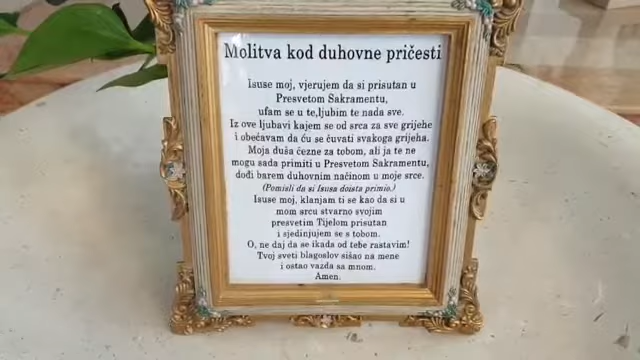 Molitva kod duhovne pričesti
Isuse moj, vjerujem da si prisutan u
Presvetom Sakramentu,
ufam se u te,ljubim te nada sve.
Iz ove ljubavi kajem se od srca za sve grijehe
i obećavam da ću se čuvati svakoga grijeha.
Moja duša čezne za tobom, ali ja te ne
mogu sada primiti u Presvetom Sakramentu,
dođi barem duhovnim načinom u moje srce.
(Pomisli da si Isusa doista primio.)
Isuse moj, klanjam ti se kao da si u
mom srcu stvarno svojim
presvetim Tijelom prisutan
i sjedinjujem se s tobom.
O, ne daj da se ikada od tebe rastavim!
Tvoj sveti blagoslov sišao na mene
i ostao vazda sa mnom.
Amen.